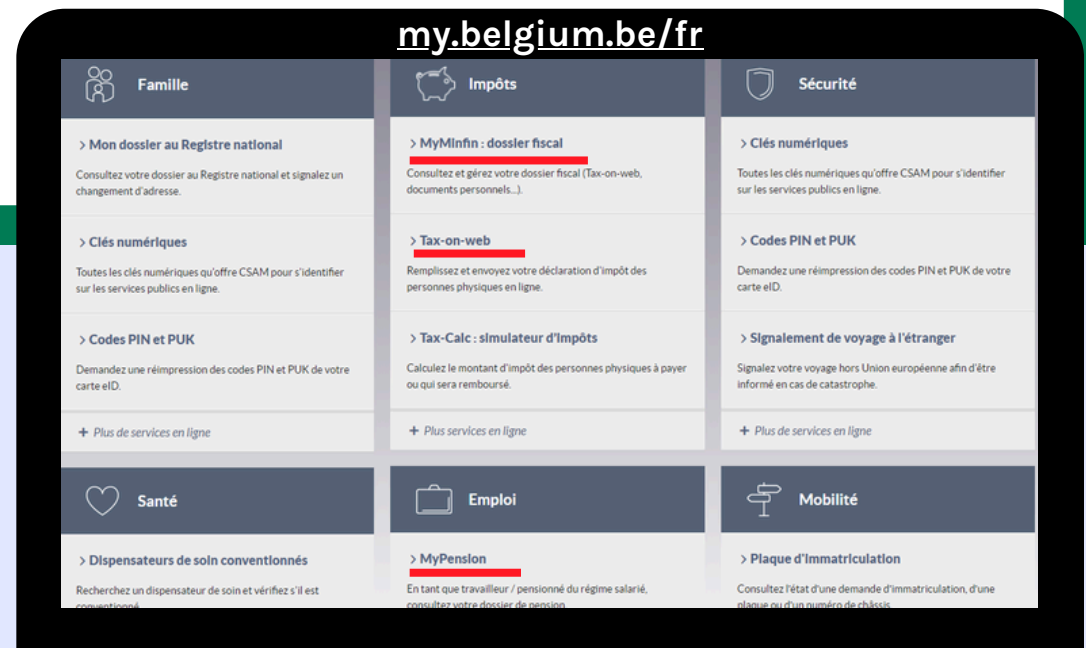 my.belgium.be/fr
Famille
> Mon dossier au Registre national
Consultez votre dossier au Registre national et signalez un
changement d'adresse.
> Clés numériques
Toutes les clés numériques qu'offre CSAM pour s'identifier
sur les services publics en ligne.
> Codes PIN et PUK
Demandez une réimpression des codes PIN et PUK de votre
carte eID.
+ Plus de services en ligne
Impôts
> MyMinfin : dossier fiscal
Consultez et gérez votre dossier fiscal (Tax-on-web,
documents personnels...).
> Tax-on-web
Remplissez et envoyez votre déclaration d'impôt des
personnes physiques en ligne.
> Tax-Calc : simulateur d'impôts
Calculez le montant d'impôt des personnes physiques à payer
ou qui sera remboursé.
+ Plus services en ligne
Sécurité
> Clés numériques
Toutes les clés numériques qu'offre CSAM pour s'identifier
sur les services publics en ligne.
> Codes PIN et PUK
Demandez une réimpression des codes PIN et PUK de votre
carte eID.
> Signalement de voyage à l'étranger
Signalez votre voyage hors Union européenne afin d'être
informé en cas de catastrophe.
+ Plus de services en ligne
Santé
> Dispensateurs de soin conventionnés
Recherchez un dispensateur de soin et vérifiez s'il est
conventionné
Emploi
> MyPension
En tant que travailleur / pensionné du régime salarié,
consultez votre dossier de pension
Mobilité
> Plaque d'immatriculation
Consultez l'état d'une demande d'immatriculation, d'une
plaque ou d'un numéro de châssis